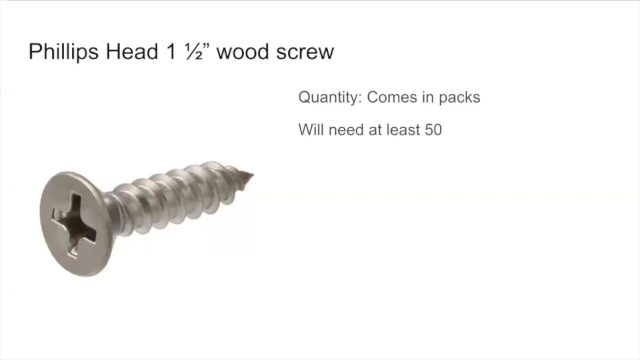 Phillips Head 1 ½” wood screw
Quantity: Comes in packs
Will need at least 50